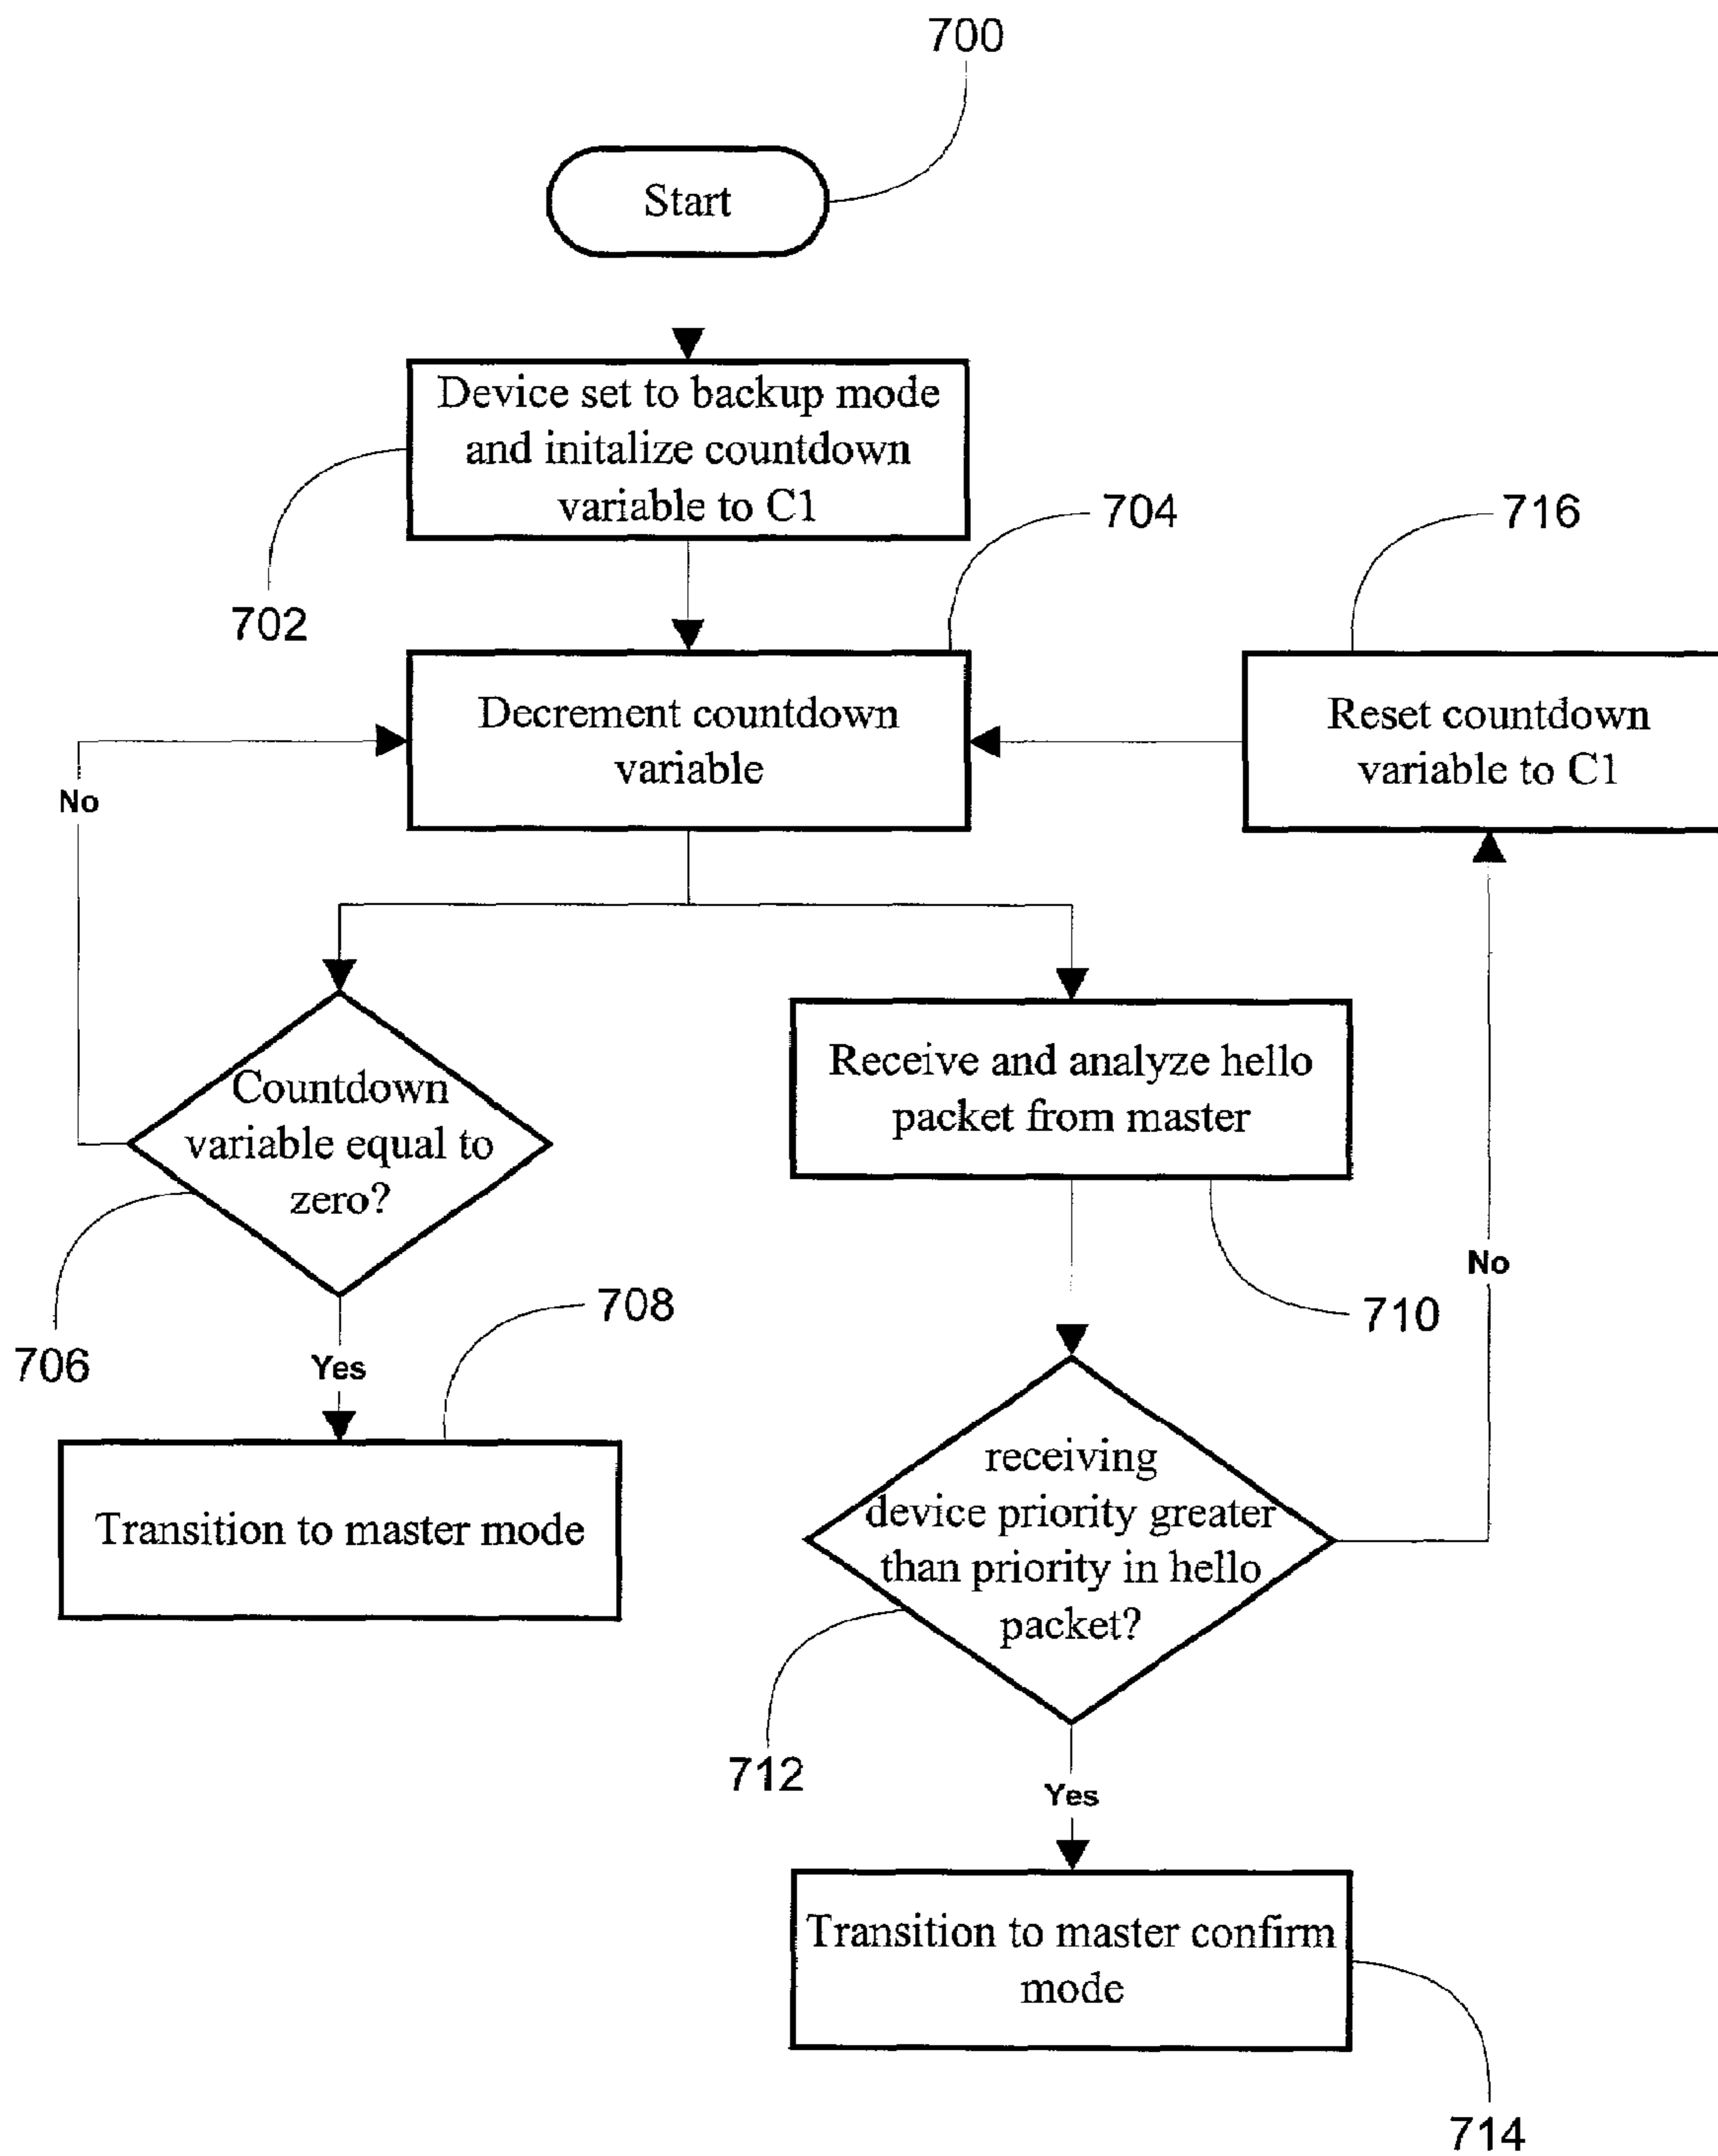 700
Start
Device set to backup mode
and initalize countdown
variable to C1
702
704
716
Decrement countdown
variable
Reset countdown
variable to C1
No
Countdown
variable equal to
zero?
706
Receive and analyze hello
packet from master
710
No
Yes
708
Transition to master mode
receiving
device priority greater
than priority in hello
packet?
712
Yes
Transition to master confirm
mode
714